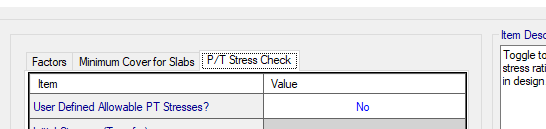 Item Desc
Factors Minimum Cover for Slabs P/T Stress Check
Toggle to
stress rati
in design
Item Value
User Defined Allowable PT Stresses? No